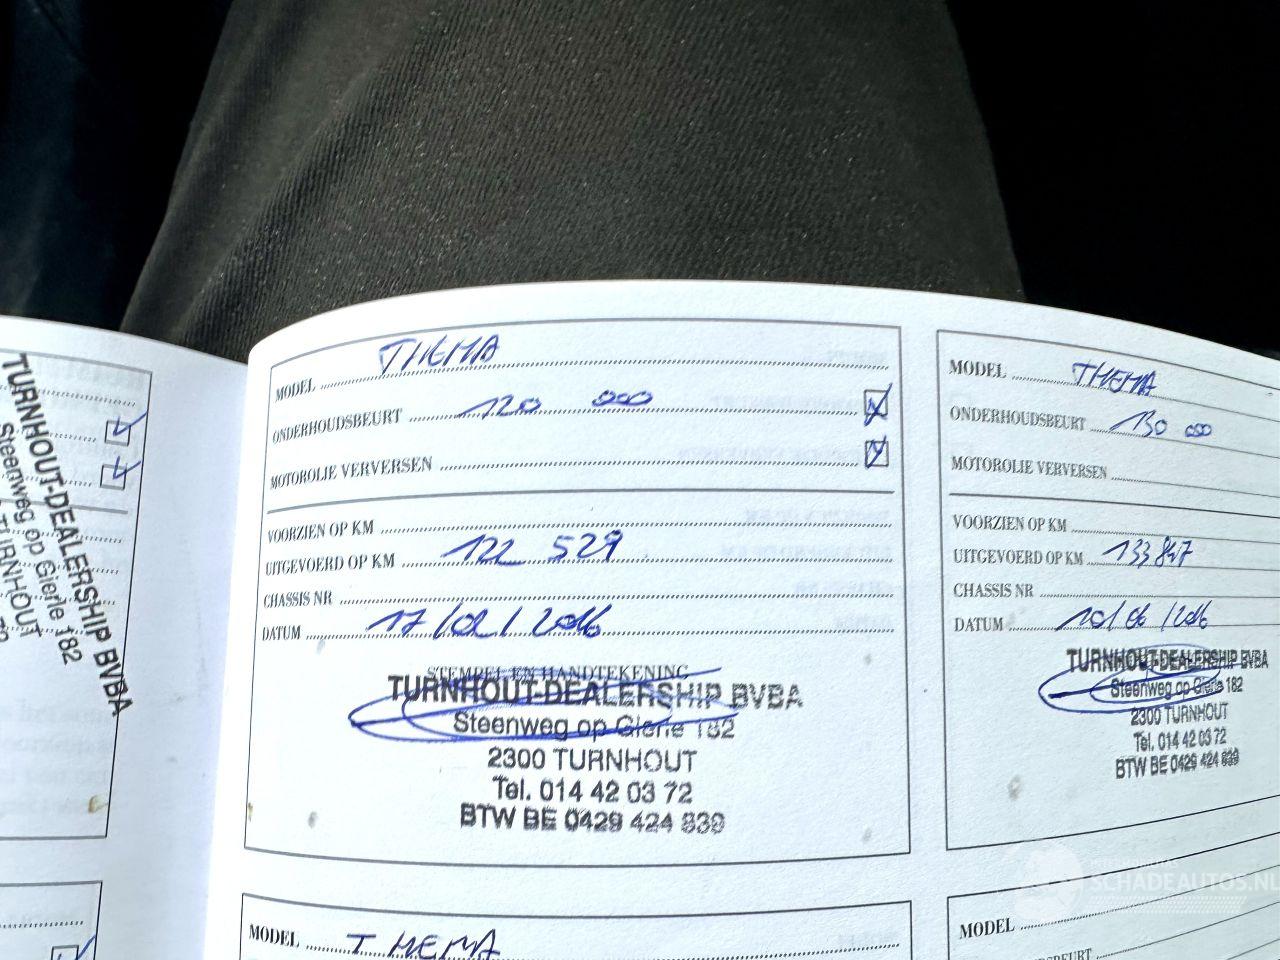 TURNHOUT-DEALERSHIP BVBA
Steenweg op Gierle 182
TURNHOUT
MODEL THEMA
ONDERHOUDSBEURT 120 000
MOTOROLIE VERVERSEN
VOORZIEN OP KM
UITGEVOERD OP KM 122 529
CHASSIS NR
DATUM 17/02/2016
STEMPEL EN HANDTEKENING
TURNHOUT-DEALERSHIP BVBA
Steenweg op Gierle 182
2300 TURNHOUT
Tel. 014 42 03 72
BTW BE 0429 424 839
MODEL THEMA
ONDERHOUDSBEURT 130 000
MOTOROLIE VERVERSEN
VOORZIEN OP KM
UITGEVOERD OP KM 133 847
CHASSIS NR
DATUM 10/06/2016
TURNHOUT-DEALERSHIP BVBA
Steenweg op Gierle 182
2300 TURNHOUT
Tel. 014 42 03 72
BTW BE 0429 424 839
MODEL THEMA
MODEL
SCHADEAUTOS.NL